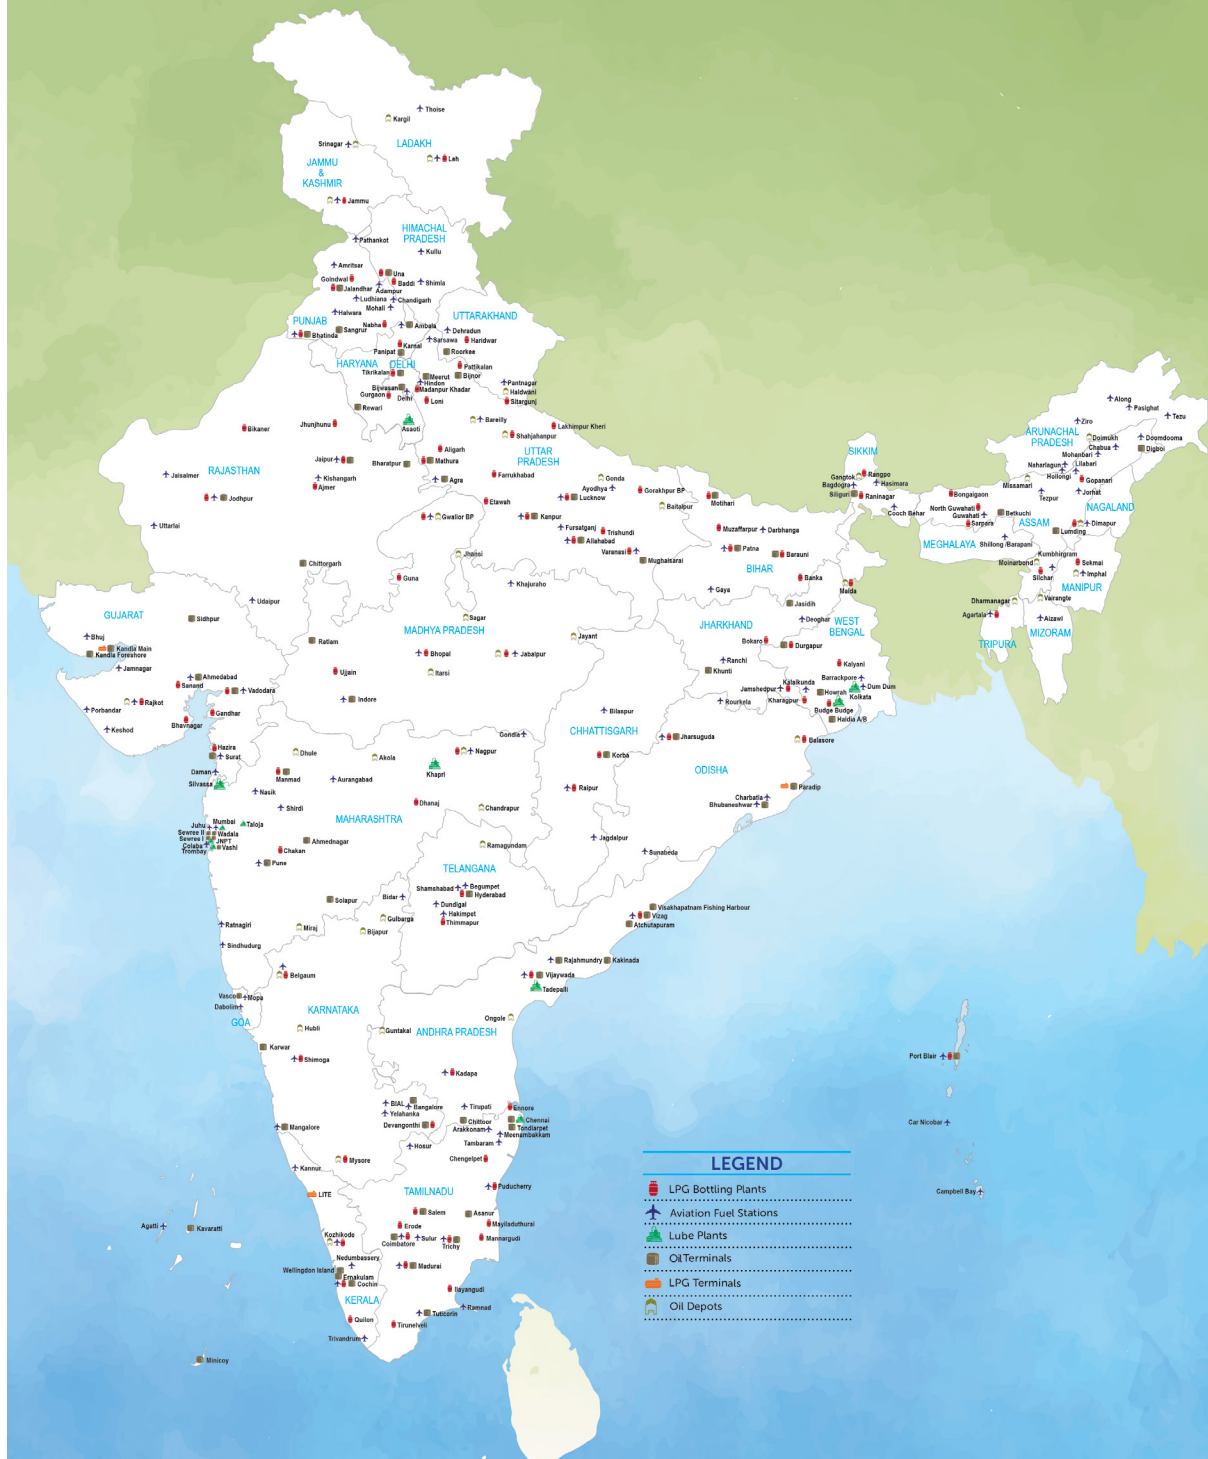 Thoise
Kargil
Srinagar
LADAKH
Leh
JAMMU
&
KASHMIR
Jammu
HIMACHAL
PRADESH
Pathankot
Kullu
Amritsar
Una
Goindwal
Baddi
Shimla
Jalandhar
Adampur
Ludhiana
Chandigarh
Mohali
Halwara
PUNJAB
UTTARAKHAND
Nabha
Ambala
Sangrur
Dehradun
Bhatinda
Sarsawa
Haridwar
Karnal
Panipat
Roorkee
HARYANA
DELHI
Pattikalan
Tikrikalan
Meerut
Bijnor
Hindon
Pantnagar
Bijwasan
Madanpur Khadar
Haldwani
Gurgaon
Delhi
Loni
Sitargunj
Rewari
Asaoti
Bareilly
Bikaner
Jhunjhunu
Lakhimpur Kheri
Shahjahanpur
Aligarh
UTTAR
PRADESH
Jaipur
Bharatpur
Mathura
RAJASTHAN
Jaisalmer
Kishangarh
Agra
Farrukhabad
Gonda
Ajmer
Ayodhya
Gorakhpur BP
Jodhpur
Etawah
Lucknow
Motihari
Baitalpur
Gwalior BP
Kanpur
Uttarlai
Fursatganj
Trishundi
Muzaffarpur
Darbhanga
Allahabad
Varanasi
Patna
Barauni
Jhansi
Mughalsarai
Chittorgarh
BIHAR
Guna
Khajuraho
Banka
Malda
Gaya
Udaipur
Jasidih
GUJARAT
Sidhpur
Sagar
Deoghar
MADHYA PRADESH
JHARKHAND
WEST
BENGAL
Bhuj
Jayant
Ratlam
Bokaro
Durgapur
Kandla Main
Kandla Foreshore
Bhopal
Jabalpur
Ranchi
Kalyani
Jamnagar
Ujjain
Itarsi
Khunti
Ahmedabad
Barrackpore
Sanand
Kalaikunda
Vadodara
Jamshedpur
Dum Dum
Howrah
Kolkata
Rajkot
Indore
Rourkela
Kharagpur
Porbandar
Gandhar
Bilaspur
Budge Budge
Bhavnagar
Haldia A/B
Keshod
CHHATTISGARH
Gondia
Jharsuguda
Balasore
Hazira
Dhule
Nagpur
Surat
Akola
Korba
ODISHA
Daman
Khapri
Manmad
Aurangabad
Silvassa
Raipur
Paradip
Nasik
Charbatia
Dhanaj
Bhubaneshwar
Shirdi
Chandrapur
MAHARASHTRA
Mumbai
Taloja
Juhu
Sewree II
Wadala
Sewree I
JNPT
Jagdalpur
Colaba
Vashi
Trombay
Ahmednagar
Ramagundam
Chakan
Sunabeda
Pune
TELANGANA
Shamshabad
Begumpet
Hyderabad
Solapur
Bidar
Dundigal
Visakhapatnam Fishing Harbour
Hakimpet
Vizag
Gulbarga
Thimmapur
Atchutapuram
Ratnagiri
Miraj
Bijapur
Sindhudurg
Rajahmundry
Kakinada
Belgaum
Vijaywada
Tadepalli
Vasco
Mopa
Dabolim
KARNATAKA
GOA
Ongole
Hubli
Guntakal
ANDHRA PRADESH
Karwar
Shimoga
Kadapa
BIAL
Bangalore
Tirupati
Ennore
Yelahanka
Chittoor
Chennai
Devangonthi
Arakkonam
Tondiarpet
Mangalore
Meenambakkam
Tambaram
Hosur
Mysore
Chengelpet
Kannur
Puducherry
LITE
TAMILNADU
Salem
Asanur
Erode
Mayiladuthurai
Kozhikode
Coimbatore
Sulur
Trichy
Mannargudi
Agatti
Kavaratti
Nedumbassery
Wellingdon Island
Madurai
Ernakulam
Cochin
Ilayangudi
KERALA
Ramnad
Tuticorin
Quilon
Tirunelveli
Trivandrum
Minicoy
Along
Pasighat
Tezu
Ziro
ARUNACHAL
PRADESH
Doimukh
Doomdooma
Chabua
Mohanbari
Digboi
SIKKIM
Naharlagun
Lilabari
Gangtok
Rangpo
Hollongi
Bagdogra
Hasimara
Missamari
Gopanari
Siliguri
Raninagar
Bongaigaon
Tezpur
Jorhat
North Guwahati
NAGALAND
Cooch Behar
Guwahati
Betkuchi
ASSAM
Sarpara
Dimapur
Lumding
MEGHALAYA
Shillong /Barapani
Kumbhirgram
Moinarbond
Sekmai
Silchar
Imphal
MANIPUR
Dharmanagar
Vairangte
Agartala
Aizawl
MIZORAM
TRIPURA
Port Blair
Car Nicobar
Campbell Bay
LEGEND
LPG Bottling Plants
Aviation Fuel Stations
Lube Plants
OilTerminals
LPG Terminals
Oil Depots